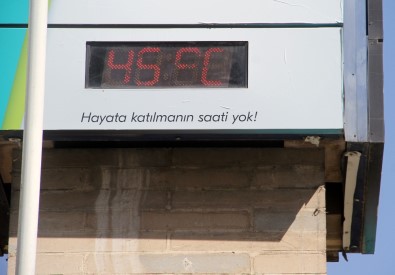 45°C
Hayata katılmanın saati yok!